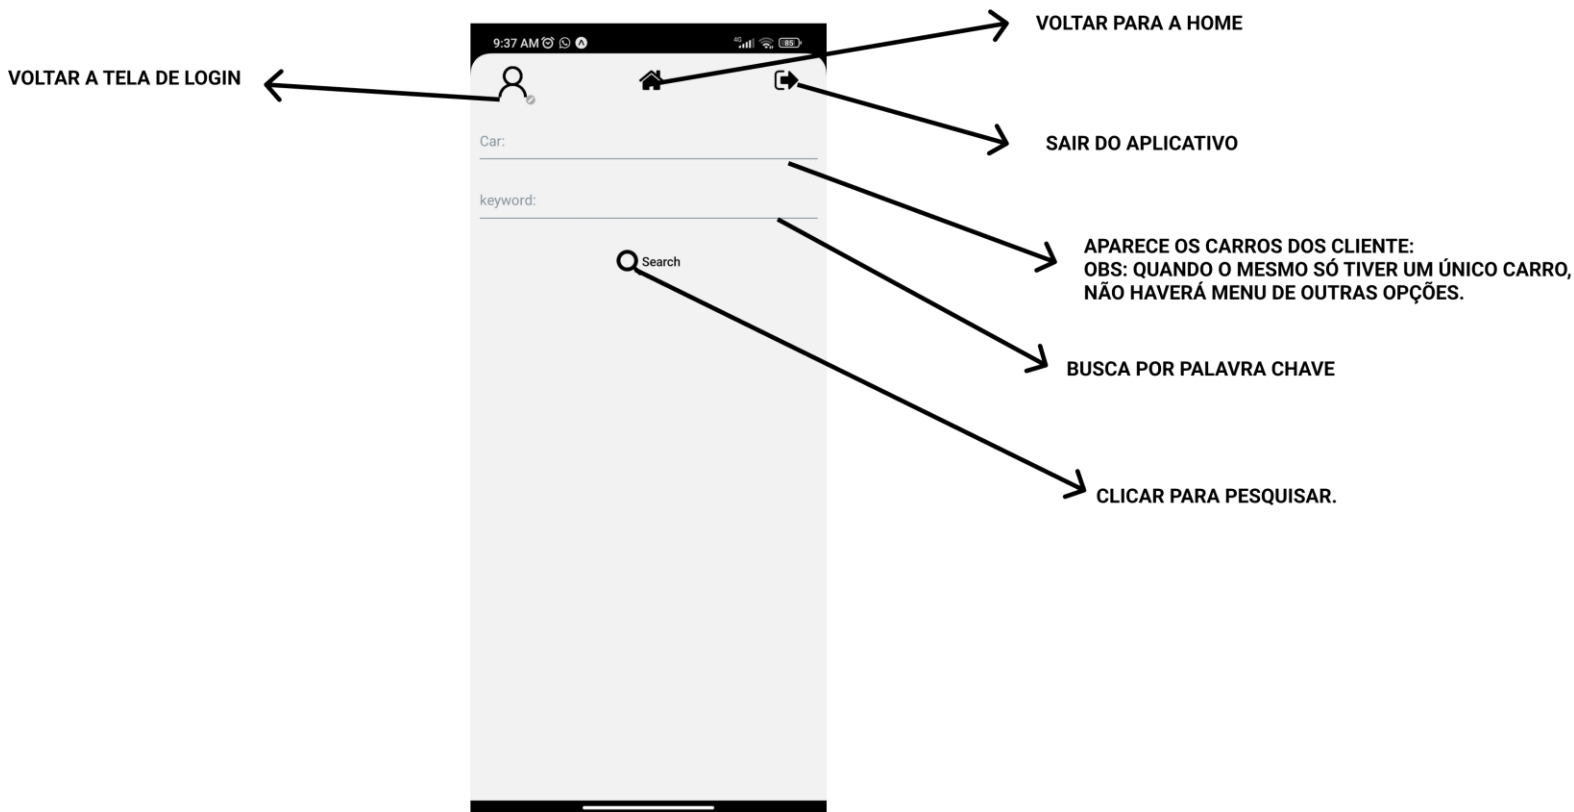 VOLTAR PARA A HOME
9:37 AM
4G
85
VOLTAR A TELA DE LOGIN
SAIR DO APLICATIVO
Car:
keyword:
APARECE OS CARROS DOS CLIENTE:
OBS: QUANDO O MESMO SÓ TIVER UM ÚNICO CARRO,
NÃO HAVERÁ MENU DE OUTRAS OPÇÕES.
Search
BUSCA POR PALAVRA CHAVE
CLICAR PARA PESQUISAR.